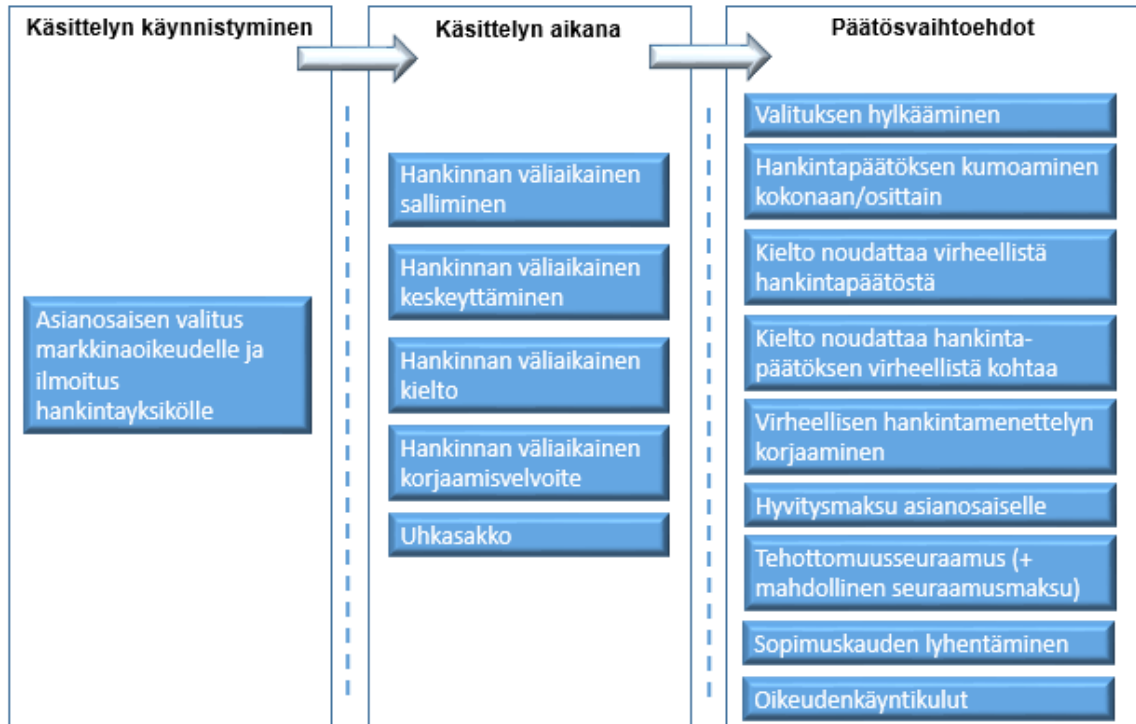 Käsittelyn käynnistyminen
Asianosaisen valitus
markkinaoikeudelle ja
ilmoitus
hankintayksikölle
Käsittelyn aikana
Hankinnan väliaikainen
salliminen
Hankinnan väliaikainen
keskeyttäminen
Hankinnan väliaikainen
kielto
Hankinnan väliaikainen
korjaamisvelvoite
Uhkasakko
Päätösvaihtoehdot
Valituksen hylkääminen
Hankintapäätöksen kumoaminen
kokonaan/osittain
Kielto noudattaa virheellistä
hankintapäätöstä
Kielto noudattaa hankinta-
päätöksen virheellistä kohtaa
Virheellisen hankintamenettelyn
korjaaminen
Hyvitysmaksu asianosaiselle
Tehottomuusseuraamus (+
mahdollinen seuraamusmaksu)
Sopimuskauden lyhentäminen
Oikeudenkäyntikulut